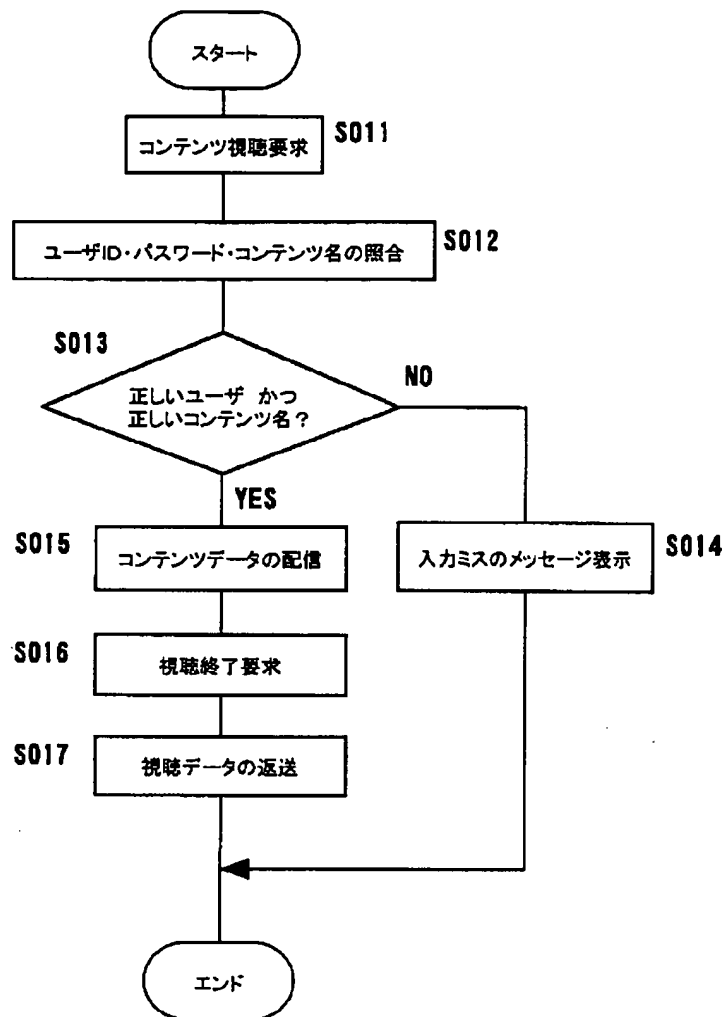 スタート
コンテンツ視聴要求
S011
ユーザID・パスワード・コンテンツ名の照合
S012
S013
正しいユーザ かつ
正しいコンテンツ名？
NO
YES
S015
コンテンツデータの配信
入力ミスのメッセージ表示
S014
S016
視聴終了要求
S017
視聴データの返送
エンド